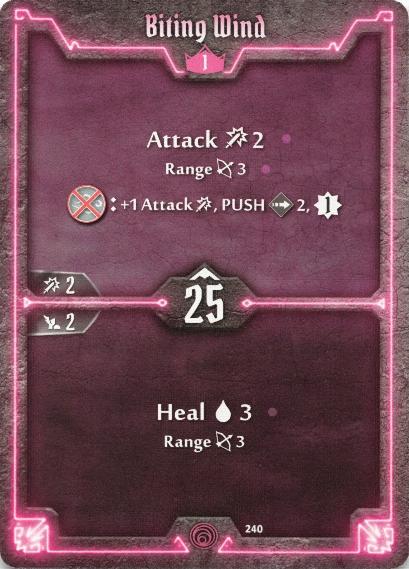 Biting Wind
1
Attack 2
Range 3
: +1 Attack, PUSH 2, 1
2
25
2
Heal 3
Range 3
240